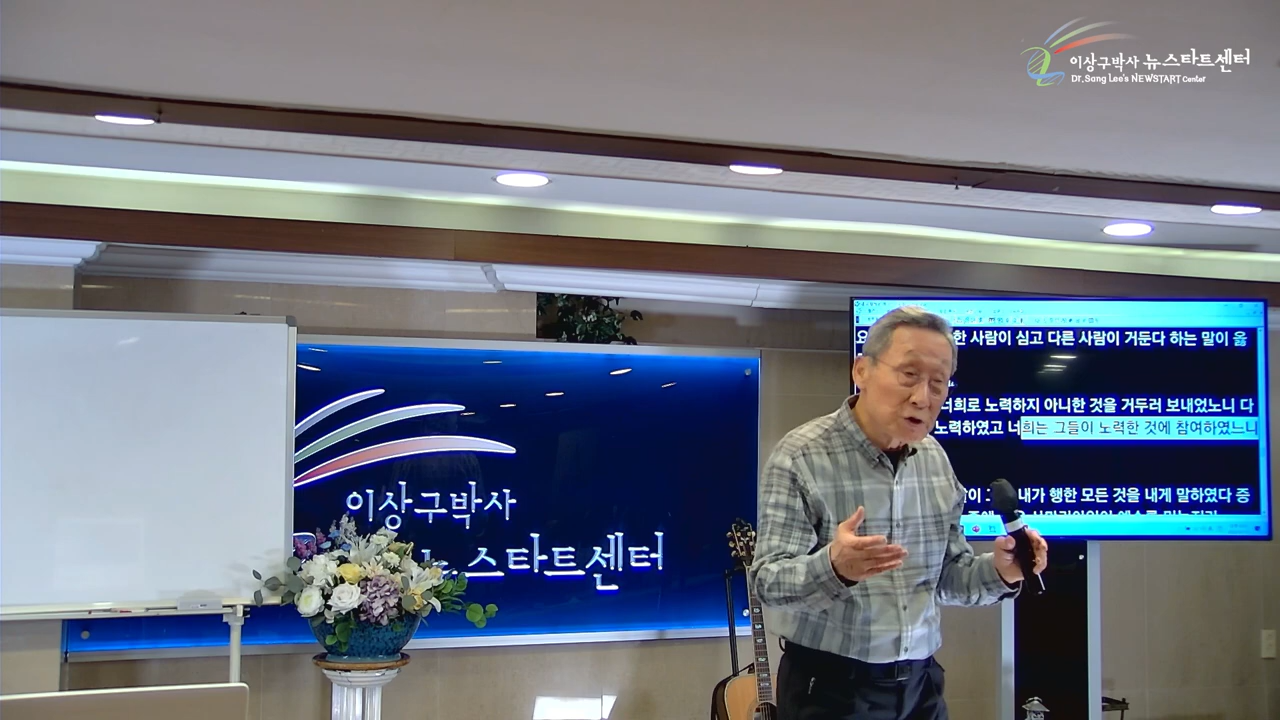 이상구박사 뉴스타트센터
Dr. Sang Lee's NEWSTART Center
한 사람이 심고 다른 사람이 거둔다 하는 말이 옳
너희로 노력하지 아니한 것을 거두러 보내었노니 다
노력하였고 너희는 그들이 노력한 것에 참여하였느니
내가 행한 모든 것을 내게 말하였다 증
이상구박사
뉴스타트센터